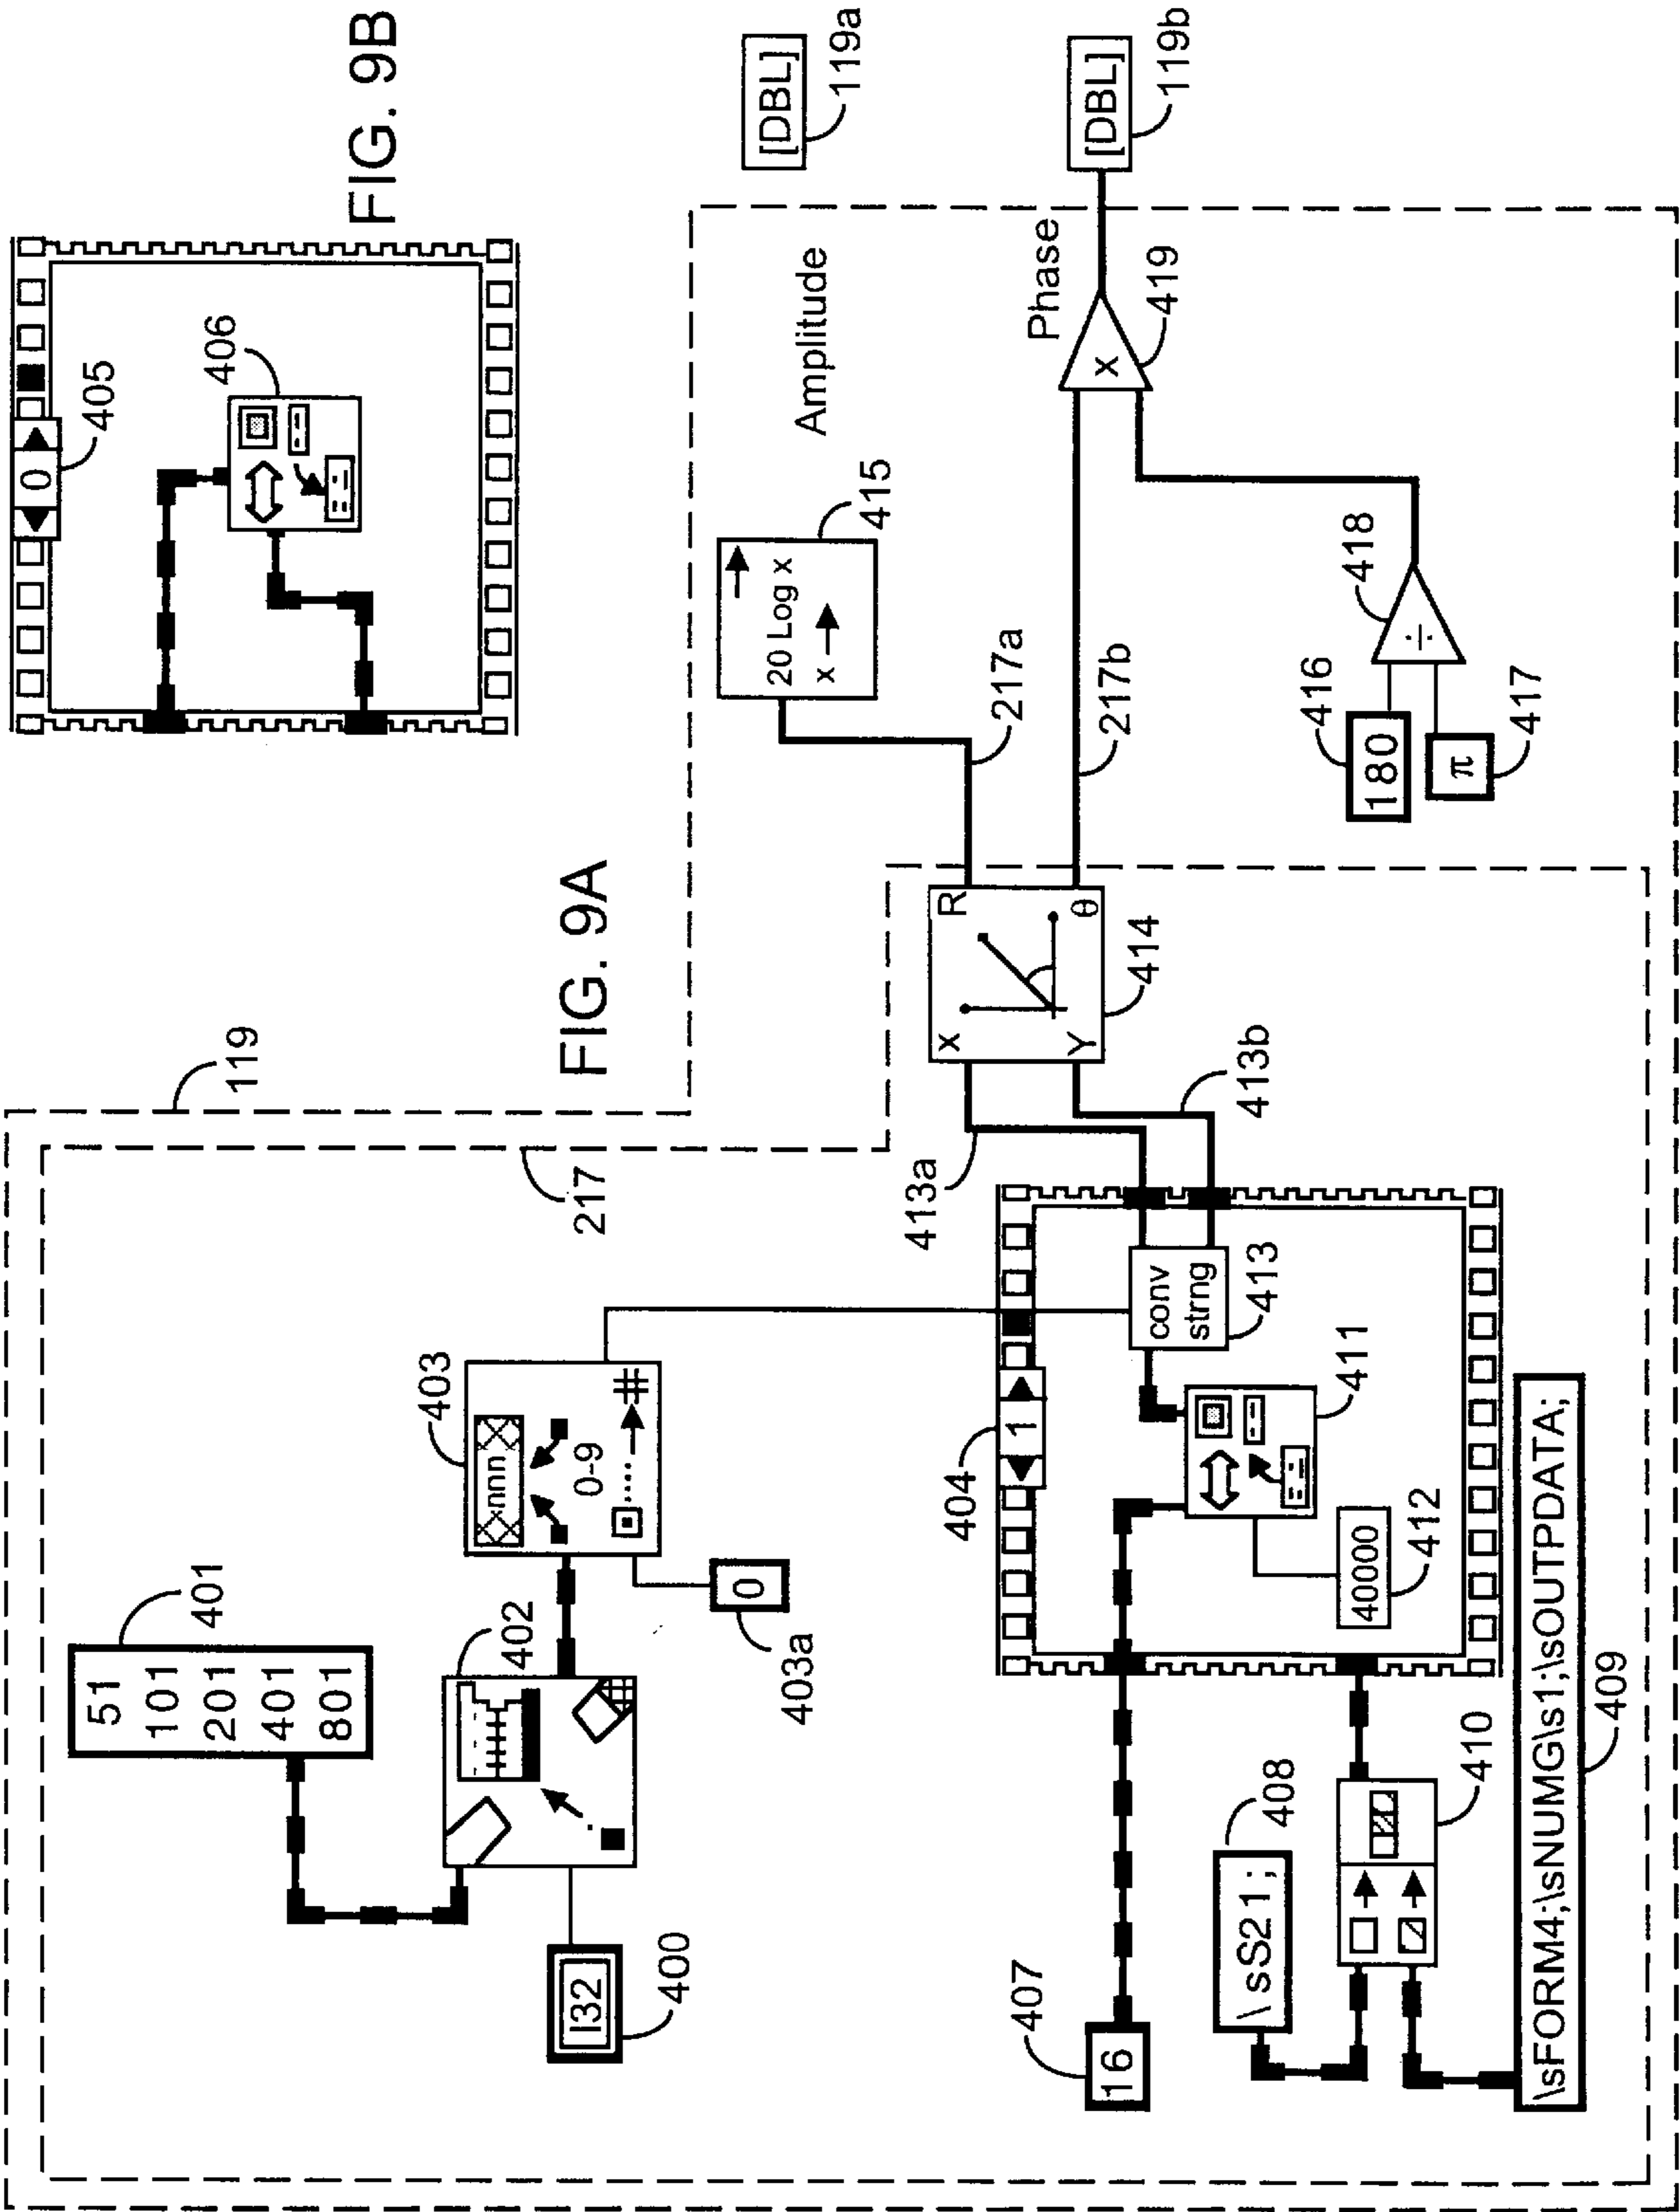 FIG. 9A
FIG. 9B
119
217
51
101
201
401
801
401
402
I32
400
403
nnn
0-9
#
0
403a
0
405
406
404
1
407
16
408
\sS21;
410
\sFORM4;\sNUMG\s1;\sOUTPDATA;
409
411
40000
412
conv
strng
413
413a
413b
X
R
Y
θ
414
217a
217b
20 Log x
x
415
Amplitude
[DBL]
119a
416
180
π
417
÷
418
Phase
x
419
[DBL]
119b